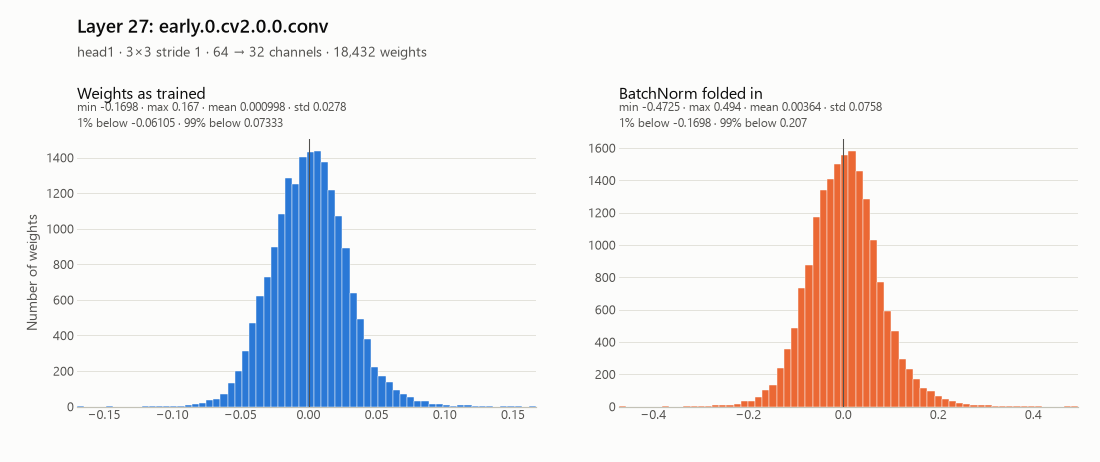 Layer 27: early.0.cv2.0.0.conv
head1 · 3×3 stride 1 · 64 → 32 channels · 18,432 weights
Weights as trained
min -0.1698 · max 0.167 · mean 0.000998 · std 0.0278
1% below -0.06105 · 99% below 0.07333
Number of weights
1400
1200
1000
800
600
400
200
0
−0.15 −0.10 −0.05 0.00 0.05 0.10 0.15
BatchNorm folded in
min -0.4725 · max 0.494 · mean 0.00364 · std 0.0758
1% below -0.1698 · 99% below 0.207
1600
1400
1200
1000
800
600
400
200
0
−0.4 −0.2 0.0 0.2 0.4